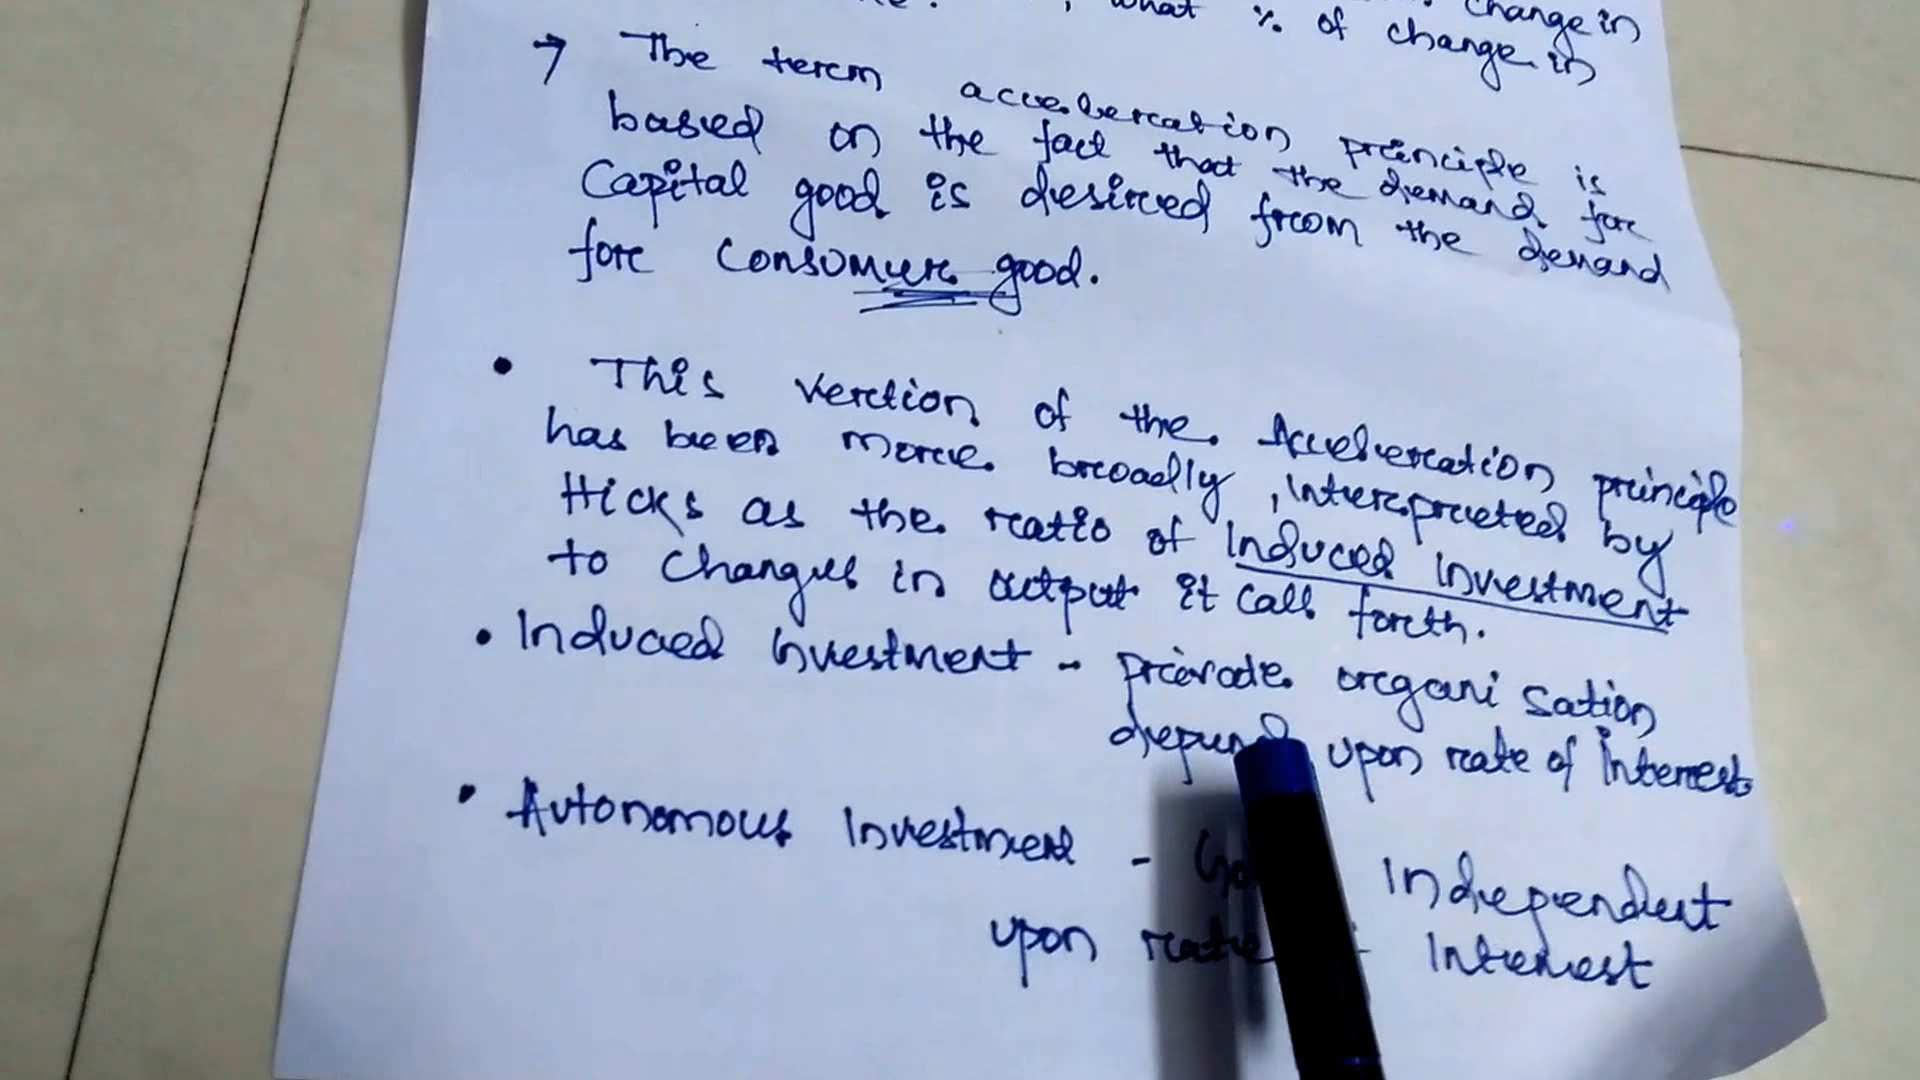 change in
what % of change in
→ The term accelercation principle is
based on the fact that the demand for
Capital good is desired from the demand
for consumer good.
• This verction of the Accelercation principle
has been more broadly, interpreted by
Hicks as the ratio of Induced Investment
to changes in output it call forth.
• Induced Investment - private organisation
depend upon rate of interest
• Autonomous Investment - Independent
upon rate Interest